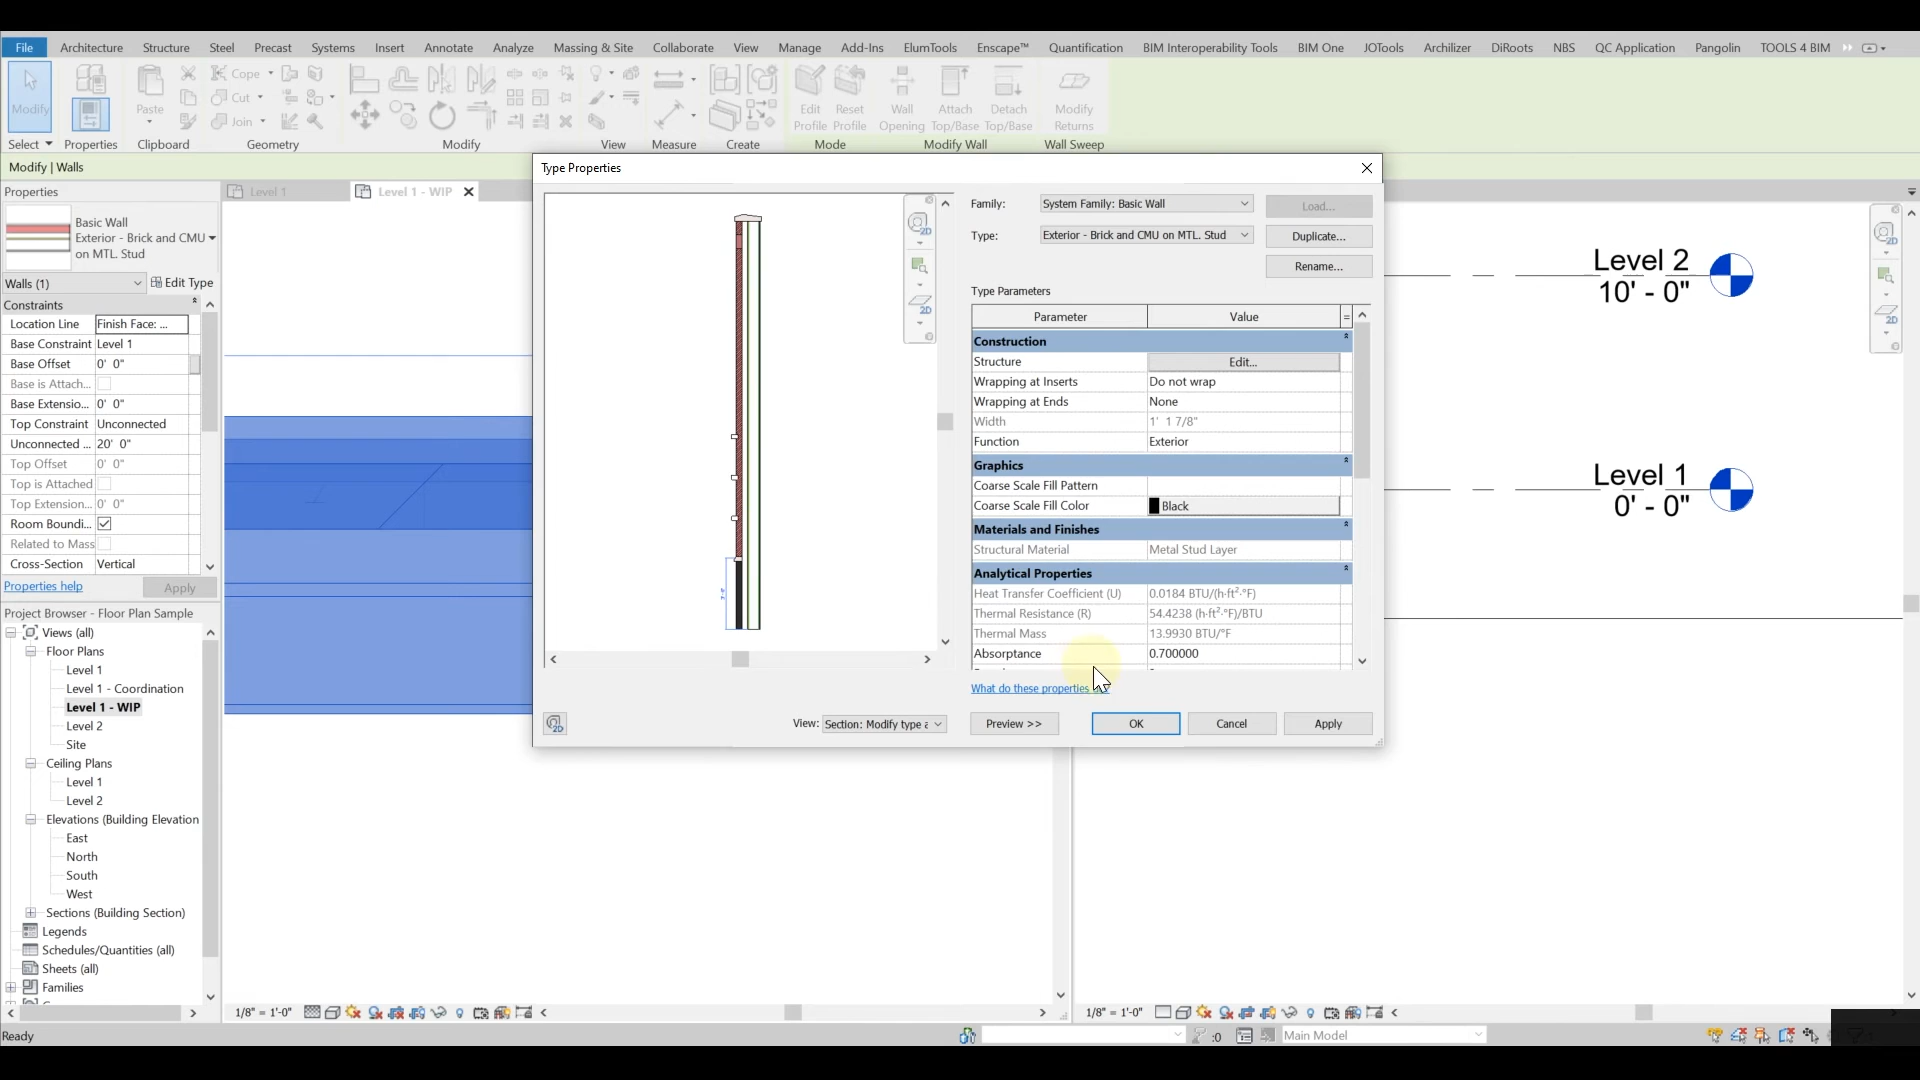 File Architecture Structure Steel Precast Systems Insert Annotate Analyze Massing & Site Collaborate View Manage Add-Ins ElumTools Enscape™ Quantification BIM Interoperability Tools BIM One JOTools Archilizer DiRoots NBS QC Application Pangolin TOOLS 4 BIM
Modify
Paste
Cope
Cut
Join
Edit Profile
Reset Profile
Wall Opening
Attach Top/Base
Detach Top/Base
Modify Returns
Select Properties Clipboard Geometry Modify View Measure Create Mode Modify Wall Wall Sweep
Modify | Walls
Properties
Basic Wall
Exterior - Brick and CMU
on MTL. Stud
Walls (1) Edit Type
Constraints
Location Line Finish Face: ...
Base Constraint Level 1
Base Offset 0' 0"
Base is Attach...
Base Extensio... 0' 0"
Top Constraint Unconnected
Unconnected ... 20' 0"
Top Offset 0' 0"
Top is Attached
Top Extension... 0' 0"
Room Boundi...
Related to Mass
Cross-Section Vertical
Properties help Apply
Project Browser - Floor Plan Sample
Views (all)
Floor Plans
Level 1
Level 1 - Coordination
Level 1 - WIP
Level 2
Site
Ceiling Plans
Level 1
Level 2
Elevations (Building Elevation
East
North
South
West
Sections (Building Section)
Legends
Schedules/Quantities (all)
Sheets (all)
Families
Level 1
Level 1 - WIP
Type Properties
2D
2D
Family: System Family: Basic Wall Load...
Type: Exterior - Brick and CMU on MTL. Stud Duplicate...
Rename...
Type Parameters
Parameter Value =
Construction
Structure Edit...
Wrapping at Inserts Do not wrap
Wrapping at Ends None
Width 1' 1 7/8"
Function Exterior
Graphics
Coarse Scale Fill Pattern
Coarse Scale Fill Color Black
Materials and Finishes
Structural Material Metal Stud Layer
Analytical Properties
Heat Transfer Coefficient (U) 0.0184 BTU/(h·ft²·°F)
Thermal Resistance (R) 54.4238 (h·ft²·°F)/BTU
Thermal Mass 13.9930 BTU/°F
Absorptance 0.700000
What do these properties
View: Section: Modify type a Preview >> OK Cancel Apply
Level 2
10' - 0"
Level 1
0' - 0"
2D
2D
1/8" = 1'-0"
1/8" = 1'-0"
Ready
:0
Main Model